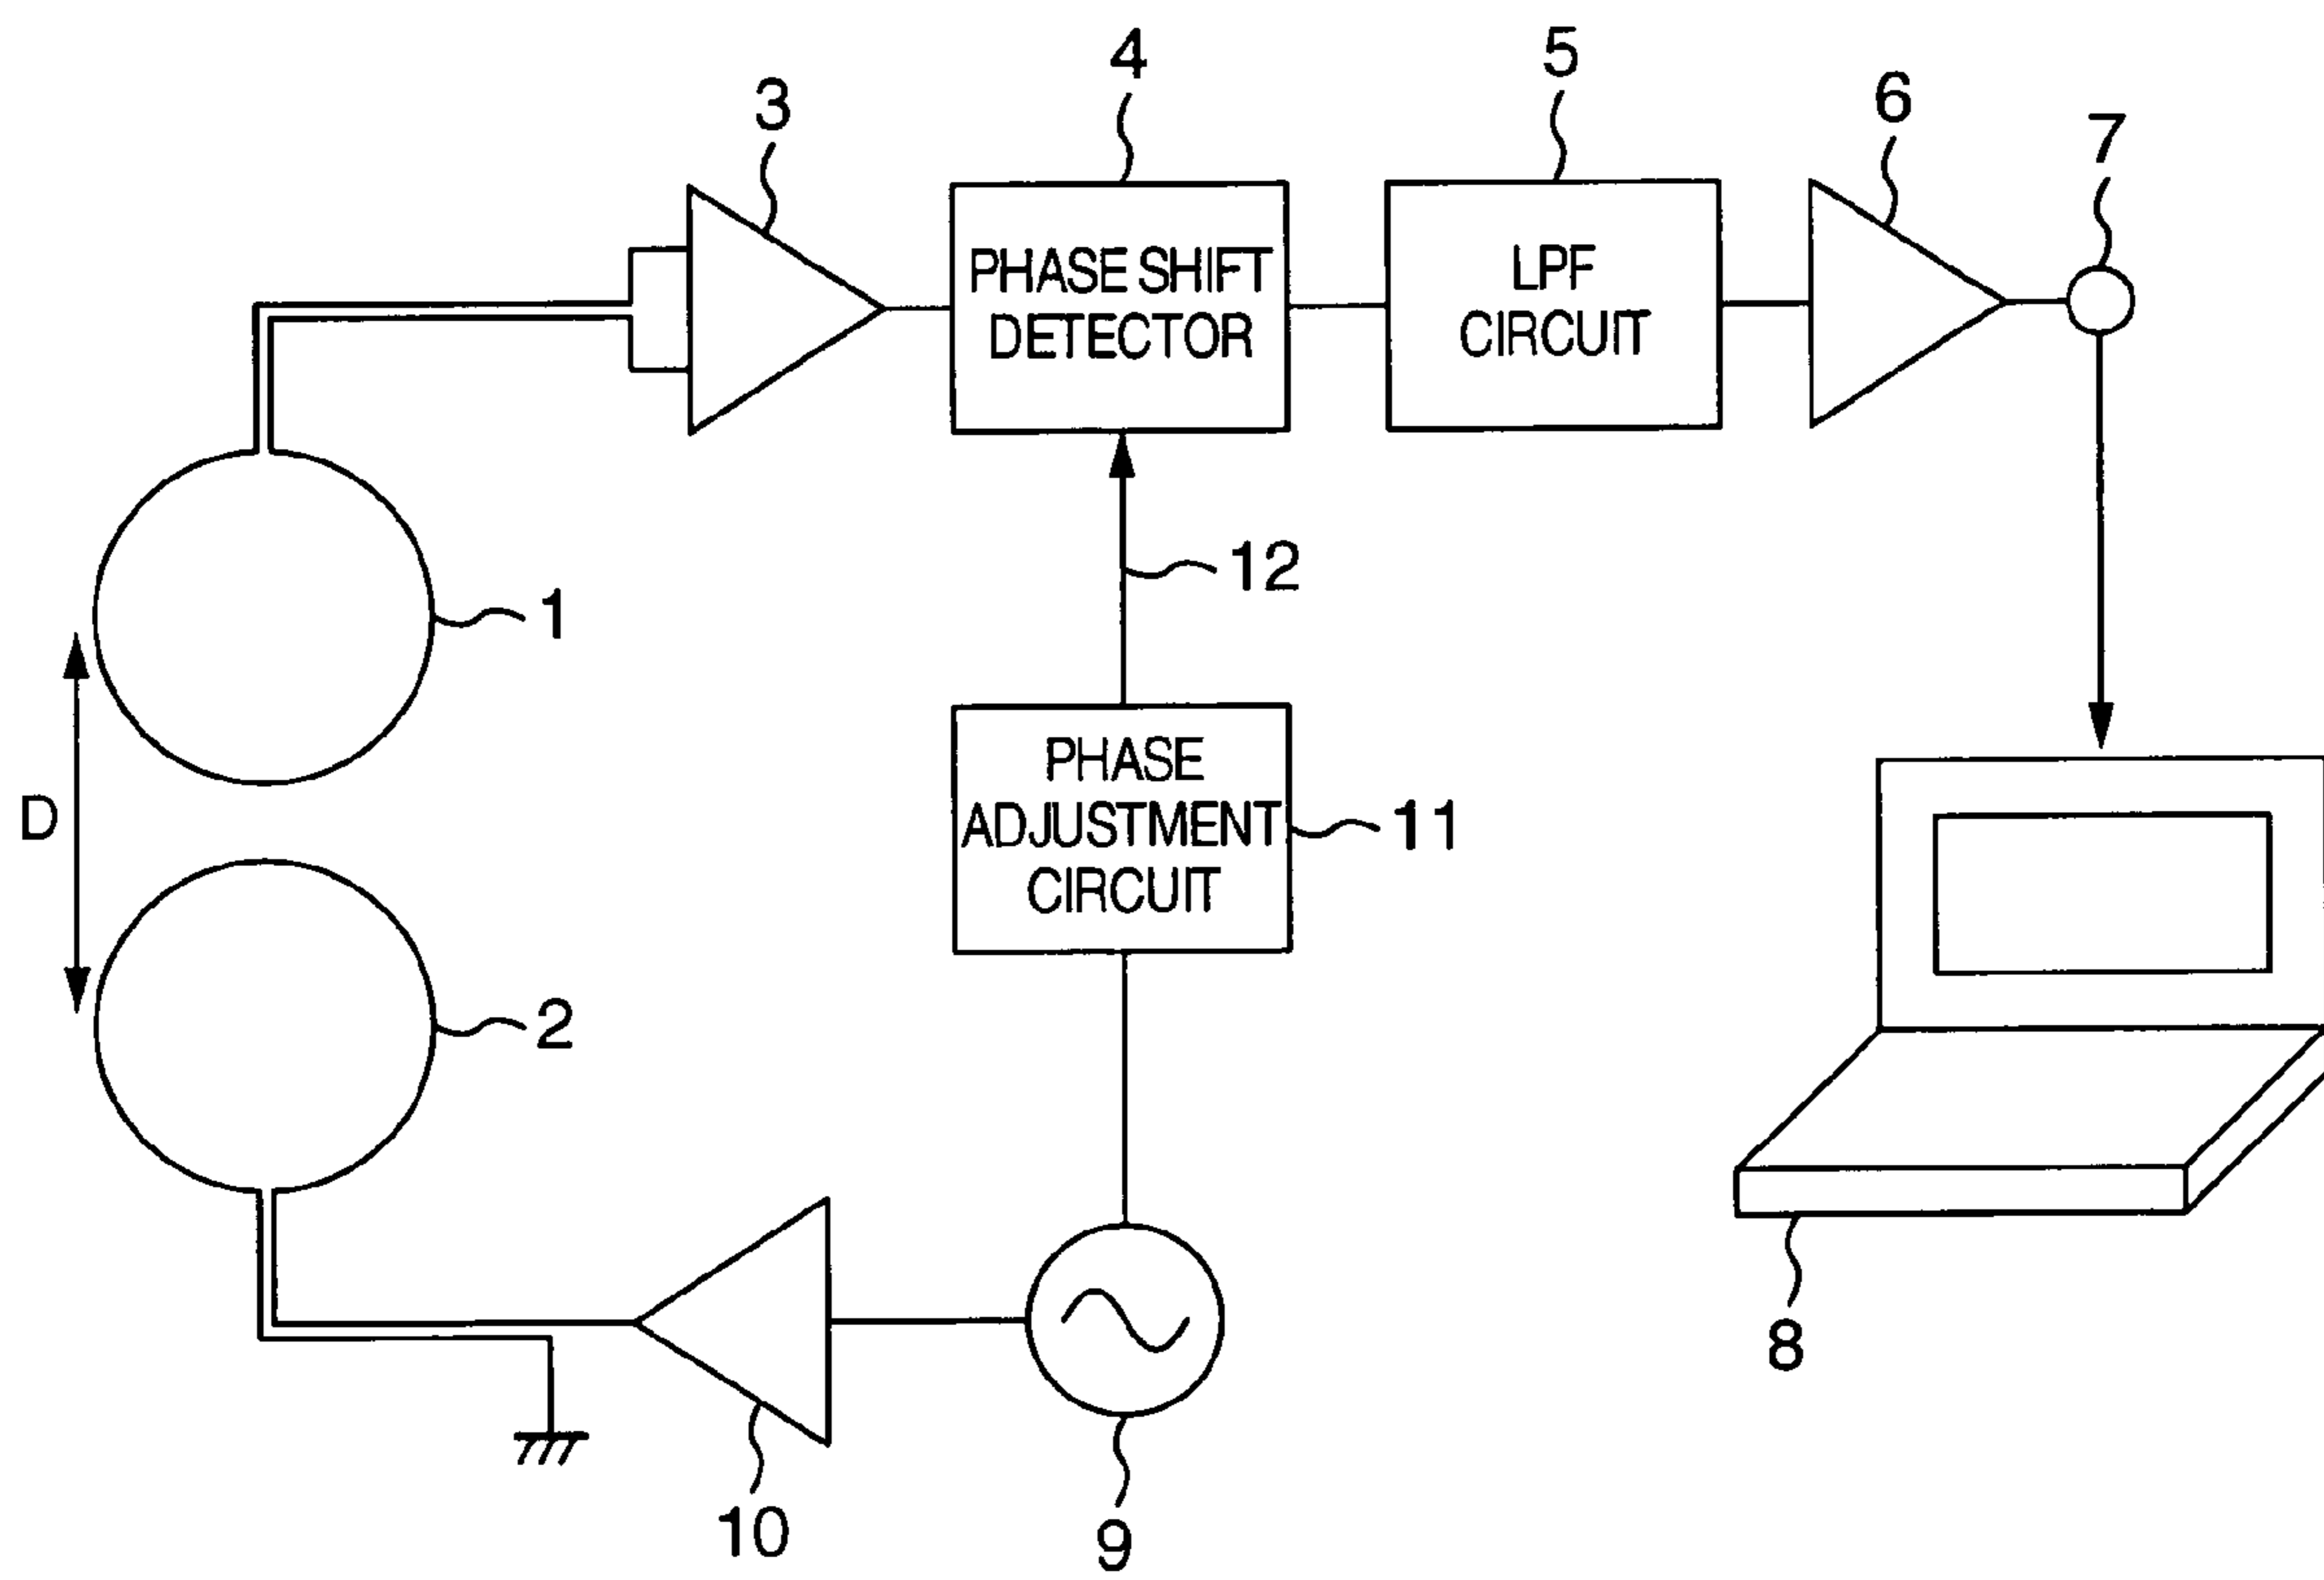 4
5
3
6
7
PHASE SHIFT
DETECTOR
LPF
CIRCUIT
12
1
D
PHASE
ADJUSTMENT
CIRCUIT
11
2
8
10
9